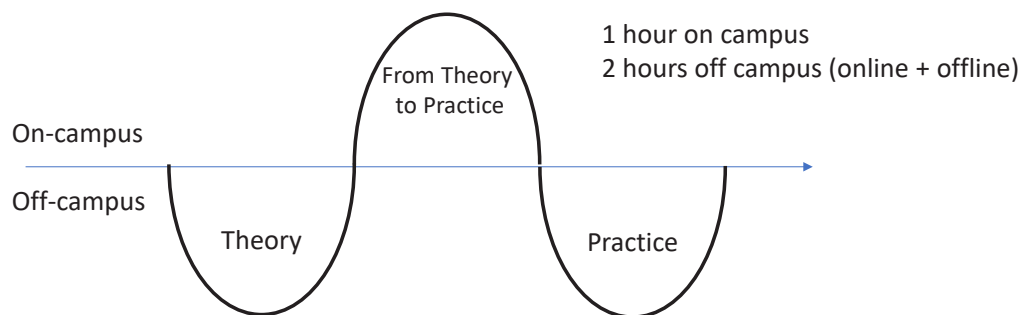 1 hour on campus
2 hours off campus (online + offline)
From Theory
to Practice
On-campus
Off-campus
Theory
Practice